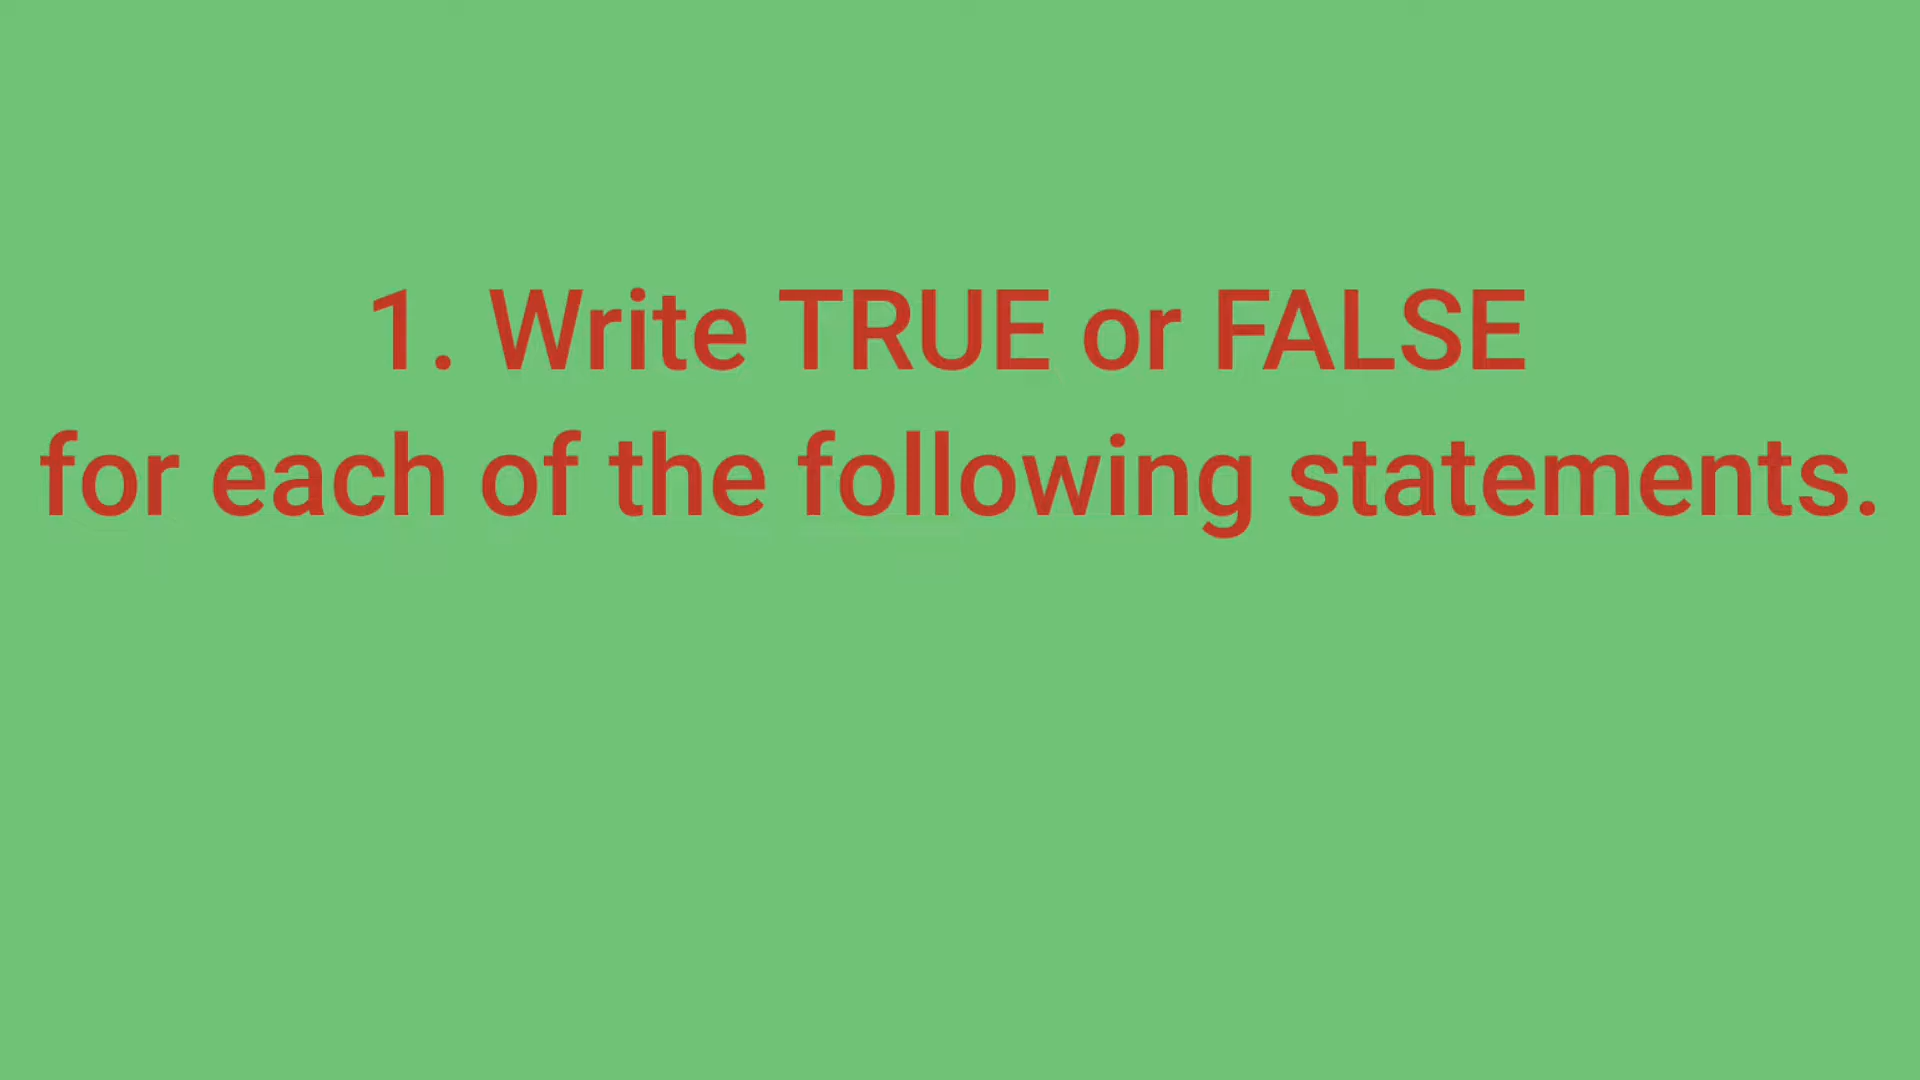 1. Write TRUE or FALSE
for each of the following statements.